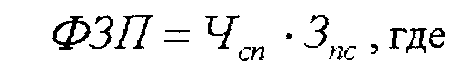 ФЗП = Ч_сп · З_пс , где